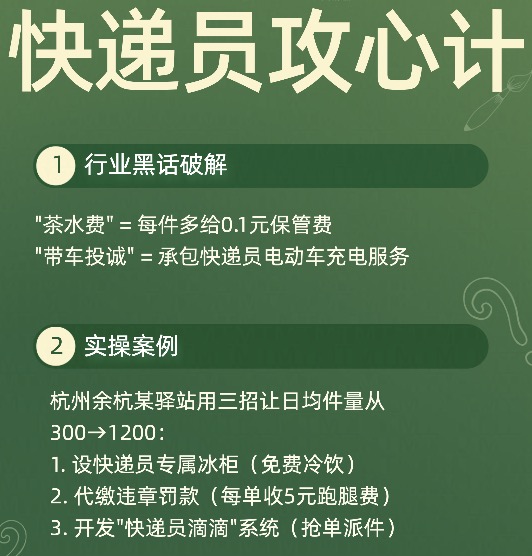 快递员攻心计
1 行业黑话破解
"茶水费" = 每件多给0.1元保管费
"带车投诚" = 承包快递员电动车充电服务
2 实操案例
杭州余杭某驿站用三招让日均件量从
300→1200：
1. 设快递员专属冰柜（免费冷饮）
2. 代缴违章罚款（每单收5元跑腿费）
3. 开发"快递员滴滴"系统（抢单派件）